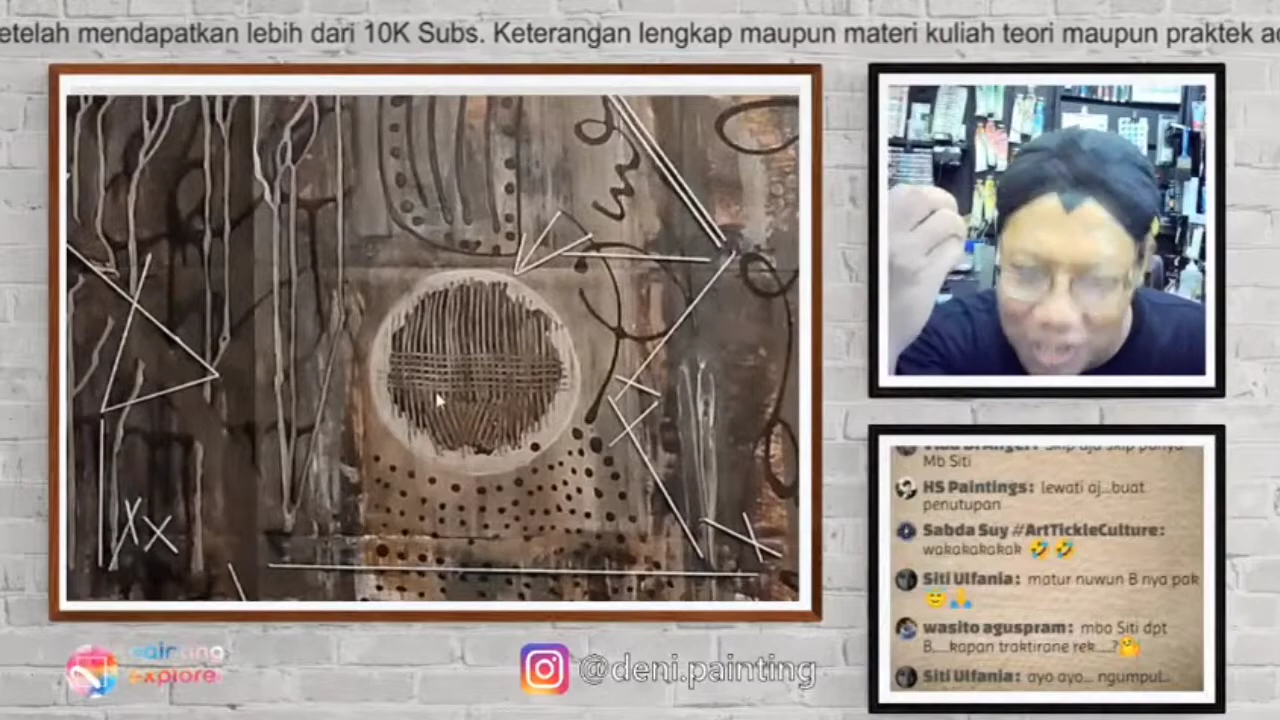 etelah mendapatkan lebih dari 10K Subs. Keterangan lengkap maupun materi kuliah teori maupun praktek ad
Mb Siti
HS Paintings: lewati aj...buat
penutupan
Sabda Suy #ArtTickleCulture:
wakakakakak 🤣🤣
Siti Ulfania: matur nuwun B nya pak
😇🙏
wasito aguspram: mba Siti dpt
B....kapan traktirane rek....?🤗
Siti Ulfania: ayo ayo... ngumpul..
Painting
Explore
@deni.painting